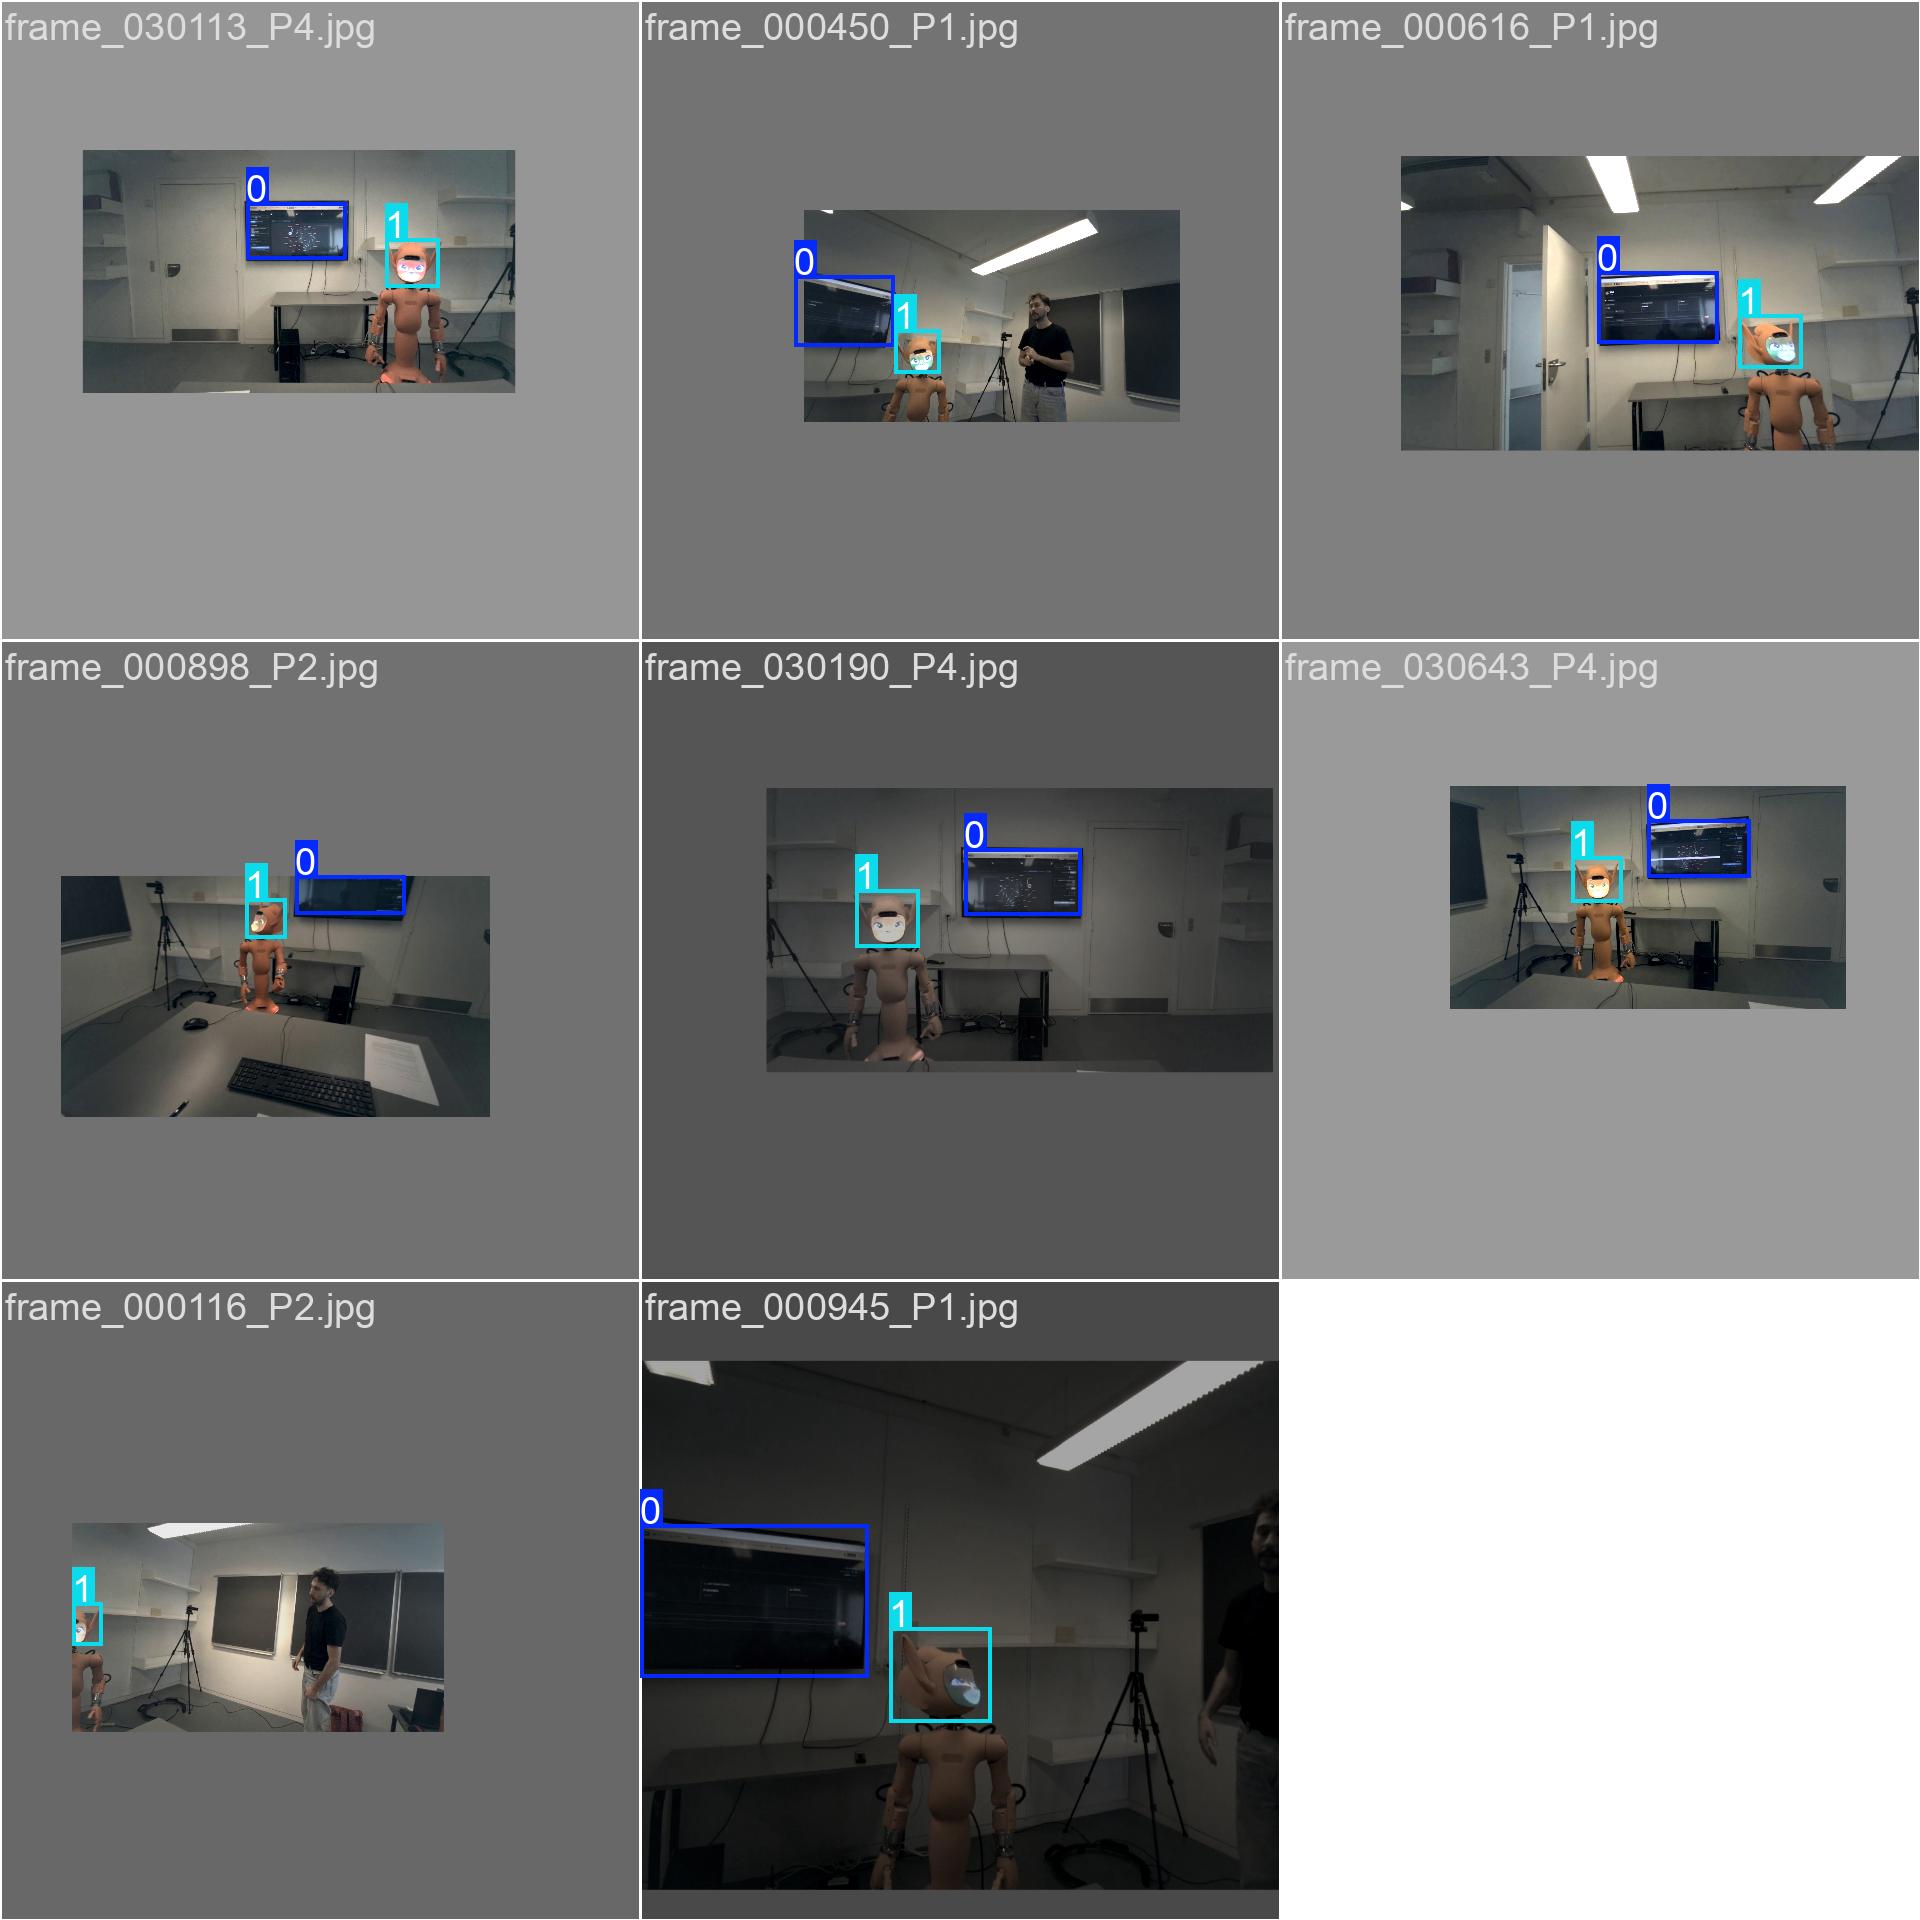 frame_030113_P4.jpg
0
1
frame_000450_P1.jpg
0
1
frame_000616_P1.jpg
0
1
frame_000898_P2.jpg
1
0
frame_030190_P4.jpg
0
1
frame_030643_P4.jpg
0
1
frame_000116_P2.jpg
1
frame_000945_P1.jpg
0
1